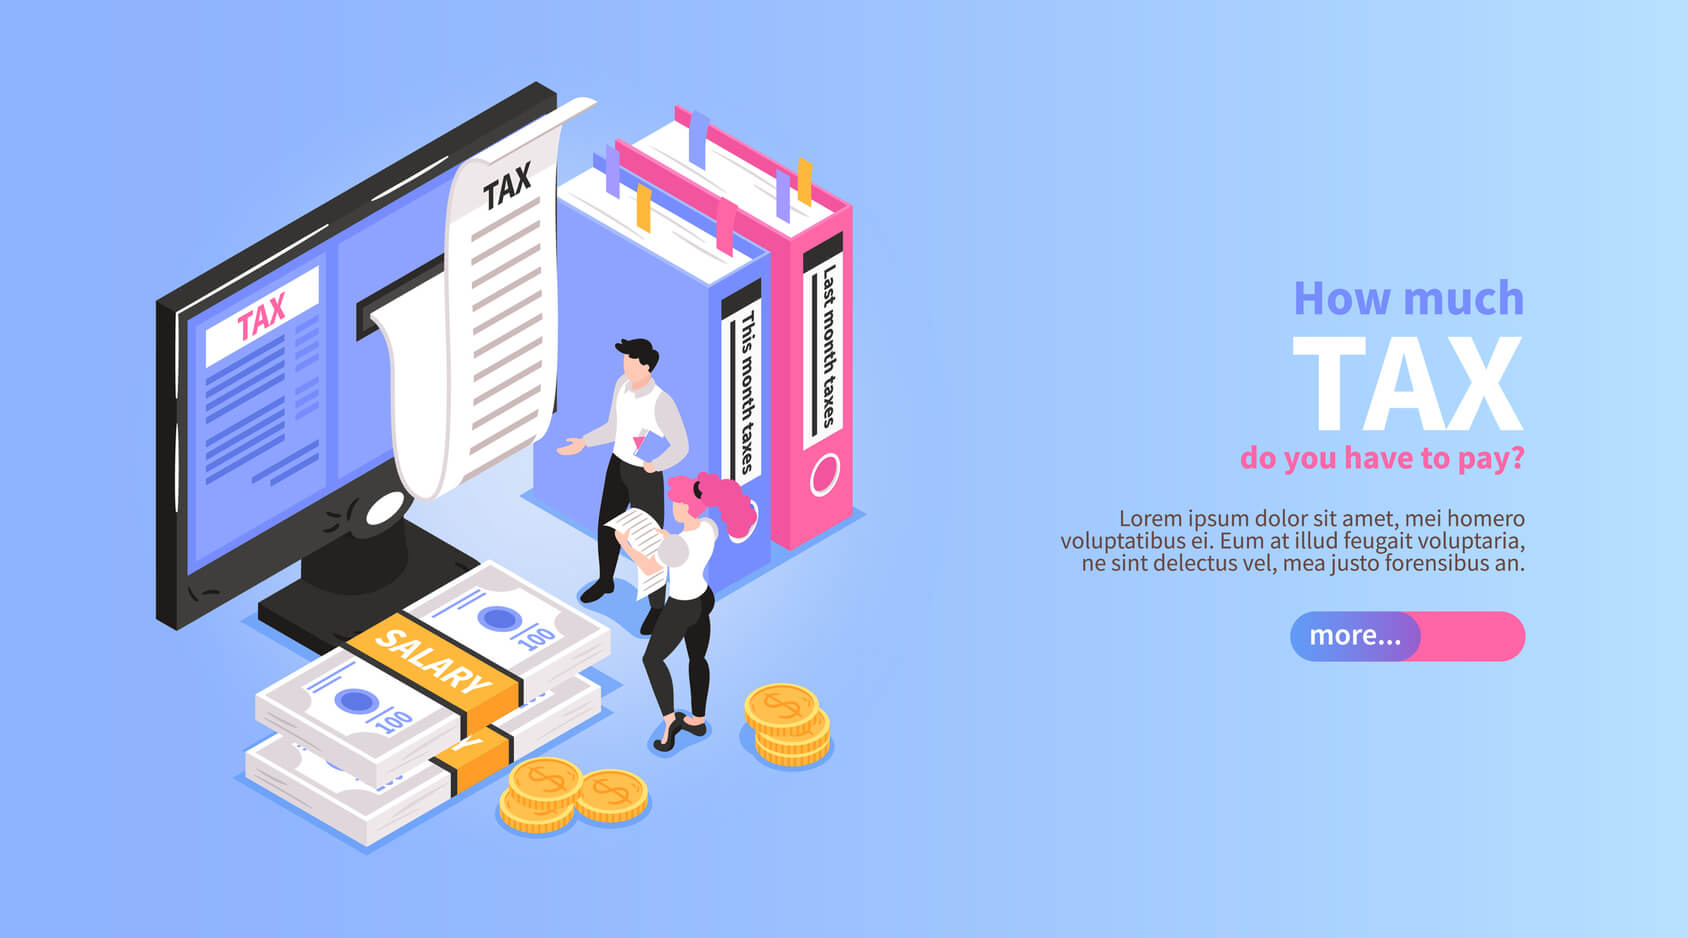 TAX
TAX
Last month taxes
This month taxes
SALARY
100
100
Y
How much
TAX
do you have to pay?
Lorem ipsum dolor sit amet, mei homero
voluptatibus ei. Eum at illud feugait voluptaria,
ne sint delectus vel, mea justo forensibus an.
more...